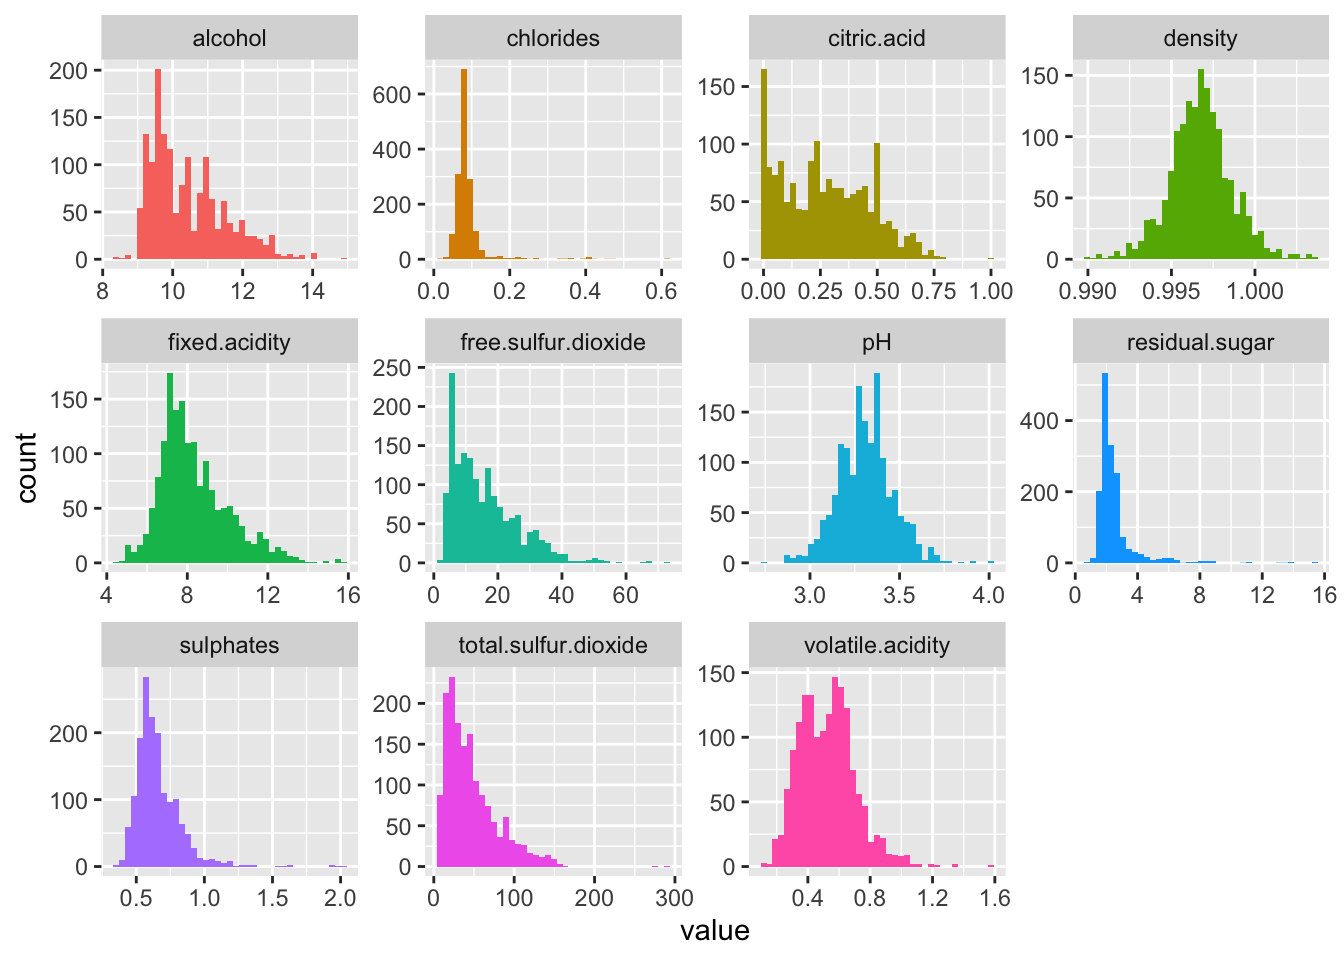 alcohol chlorides citric.acid density
200
150
100
50
0
8 10 12 14
600
400
200
0
0.0 0.2 0.4 0.6
150
100
50
0
0.00 0.25 0.50 0.75 1.00
150
100
50
0
0.990 0.995 1.000
fixed.acidity free.sulfur.dioxide pH residual.sugar
count
150
100
50
0
4 8 12 16
250
200
150
100
50
0
0 20 40 60
150
100
50
0
3.0 3.5 4.0
400
200
0
0 4 8 12 16
sulphates total.sulfur.dioxide volatile.acidity
200
100
0
0.5 1.0 1.5 2.0
200
150
100
50
0
0 100 200 300
150
100
50
0
0.4 0.8 1.2 1.6
value